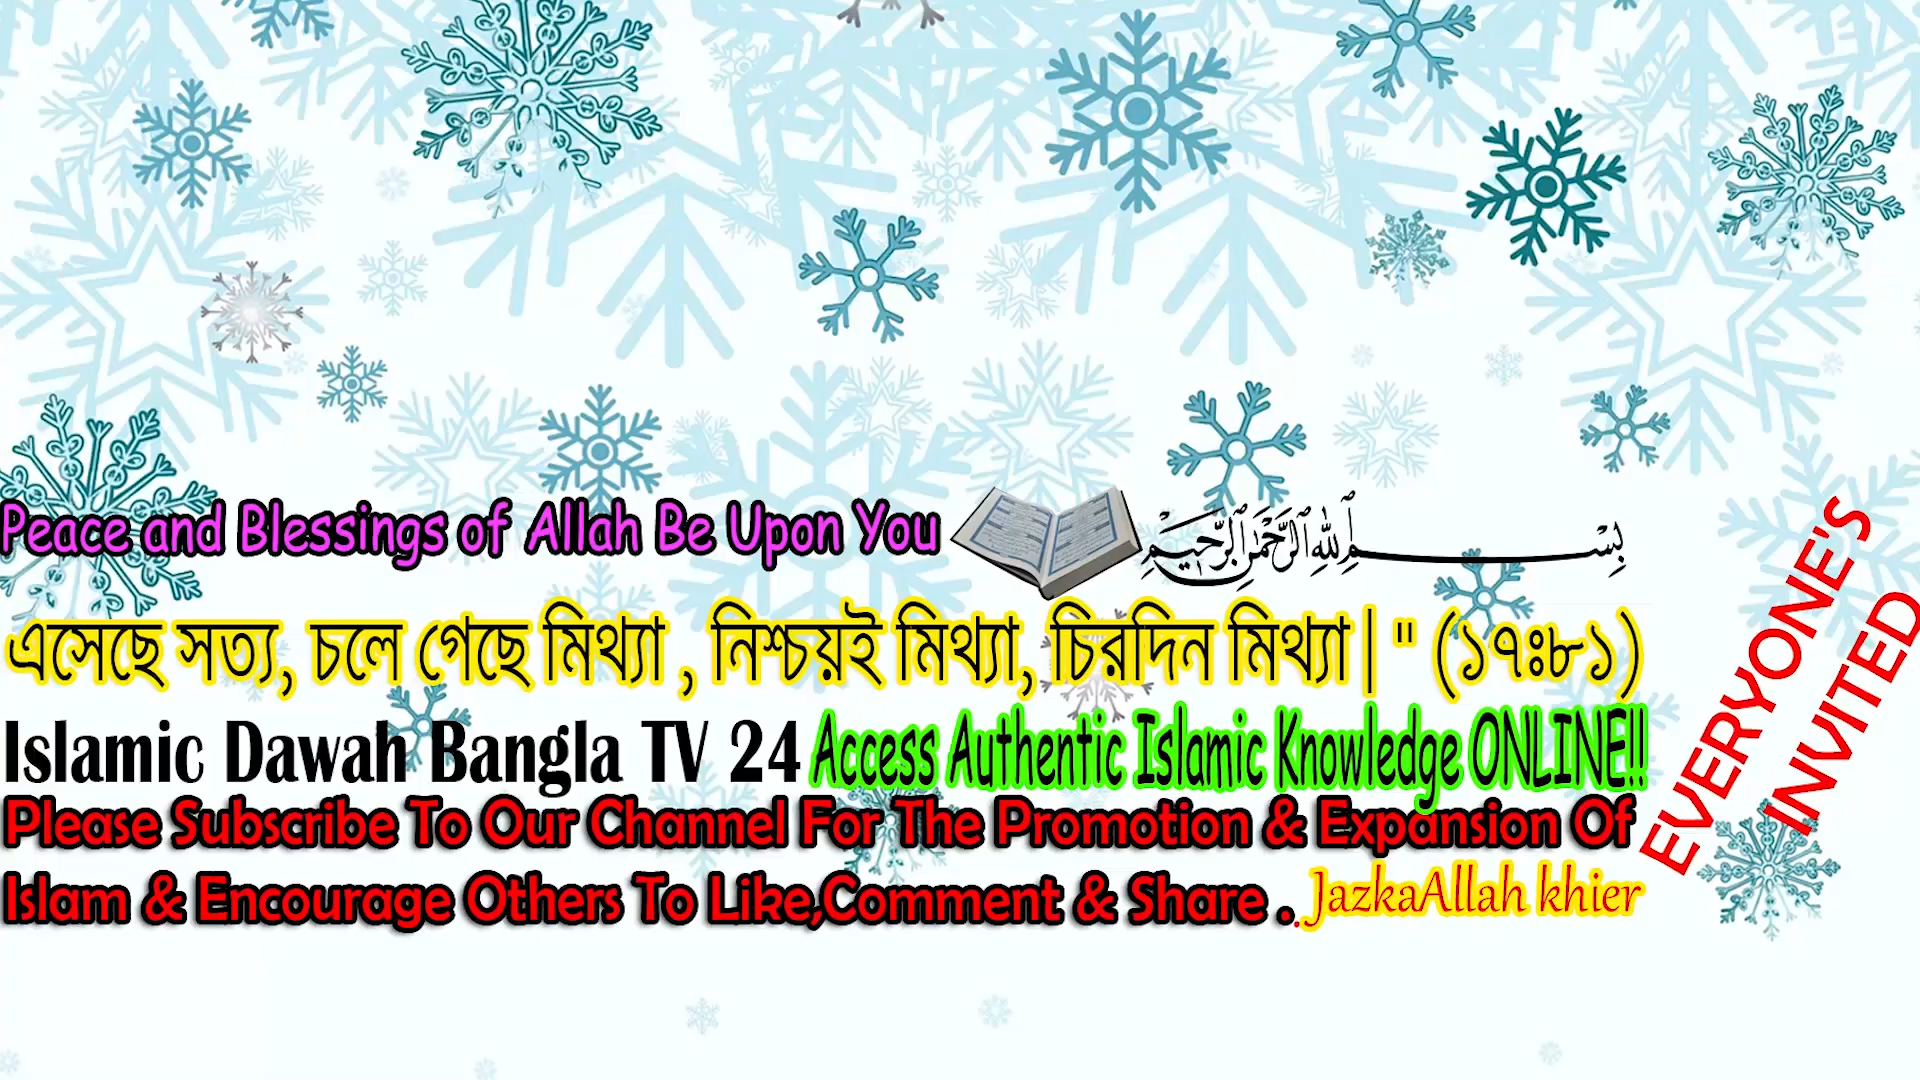 Peace and Blessings of Allah Be Upon You
بِسْمِ اللهِ الرَّحْمٰنِ الرَّحِيْمِ
এসেছে সত্য, চলে গেছে মিথ্যা , নিশ্চয়ই মিথ্যা, চিরদিন মিথ্যা| " (১৭ঃ৮১)
Islamic Dawah Bangla TV 24 Access Authentic Islamic Knowledge ONLINE!!
Please Subscribe To Our Channel For The Promotion & Expansion Of
Islam & Encourage Others To Like,Comment & Share . .JazkaAllah khier
EVERYONE'S
INVITED